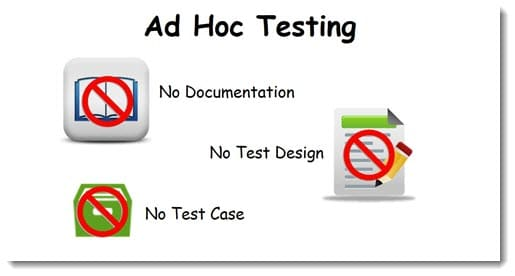 Ad Hoc Testing
No Documentation
No Test Design
No Test Case